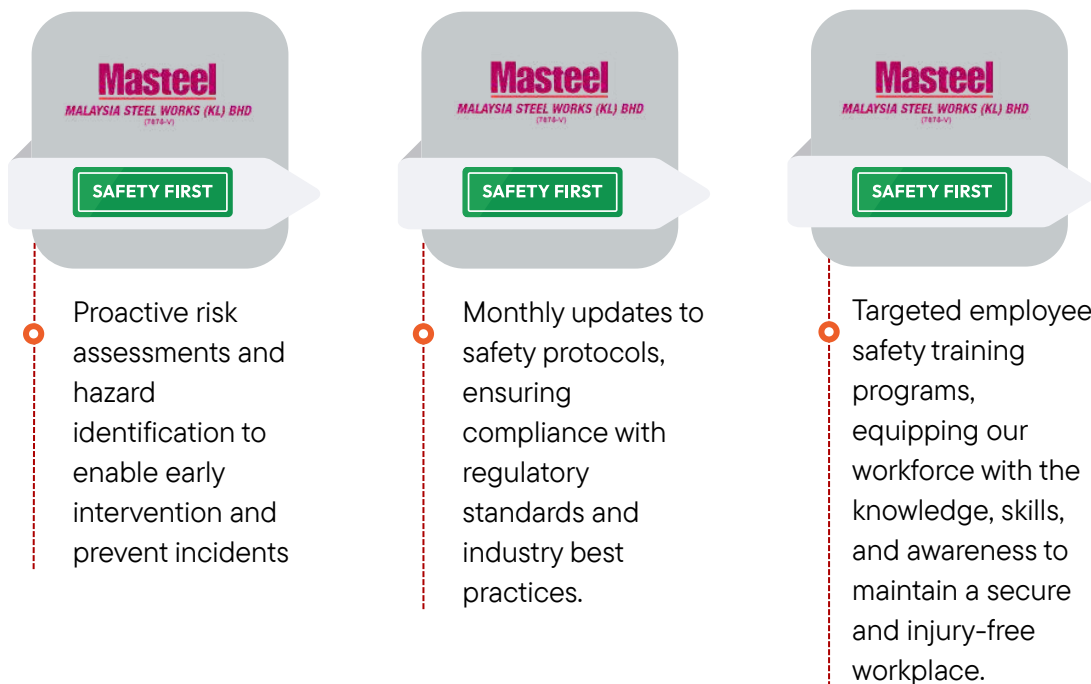 Masteel
MALAYSIA STEEL WORKS (KL) BHD
(7878-V)
SAFETY FIRST
Proactive risk
assessments and
hazard
identification to
enable early
intervention and
prevent incidents
Masteel
MALAYSIA STEEL WORKS (KL) BHD
(7878-V)
SAFETY FIRST
Monthly updates to
safety protocols,
ensuring
compliance with
regulatory
standards and
industry best
practices.
Masteel
MALAYSIA STEEL WORKS (KL) BHD
(7878-V)
SAFETY FIRST
Targeted employee
safety training
programs,
equipping our
workforce with the
knowledge, skills,
and awareness to
maintain a secure
and injury-free
workplace.